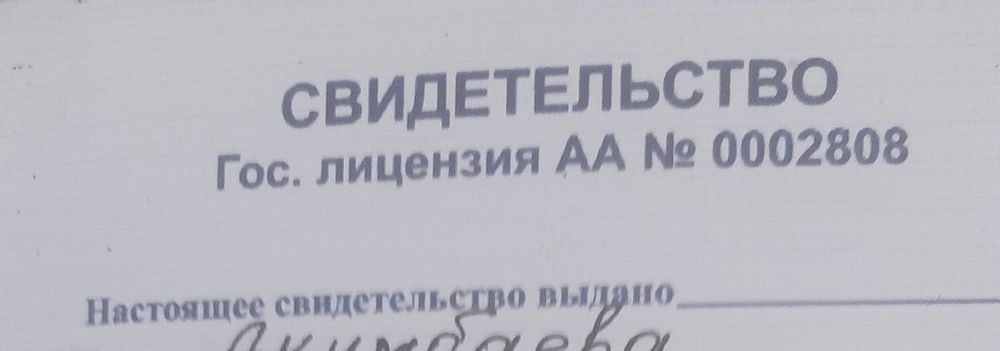 СВИДЕТЕЛЬСТВО
Гос. лицензия АА № 0002808
Настоящее свидетельство выдано